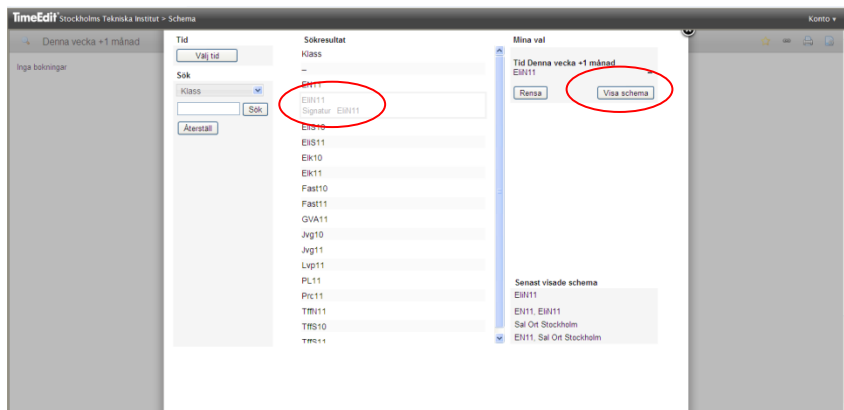 TimeEdit Stockholms Tekniska Institut > Schema
Konto
Denna vecka +1 månad
Inga bokningar
Tid
Välj tid
Sök
Klass
Sök
Återställ
Sökresultat
Klass
_
EN11
EliN11
Signatur EliN11
EliS10
EliS11
Elk10
Elk11
Fast10
Fast11
GVA11
Jvg10
Jvg11
Lvp11
PL11
Prc11
TffN11
TffS10
TffS11
Mina val
Tid Denna vecka +1 månad
EliN11
Rensa
Visa schema
Senast visade schema
EliN11
EN11, EliN11
Sal Ort Stockholm
EN11, Sal Ort Stockholm